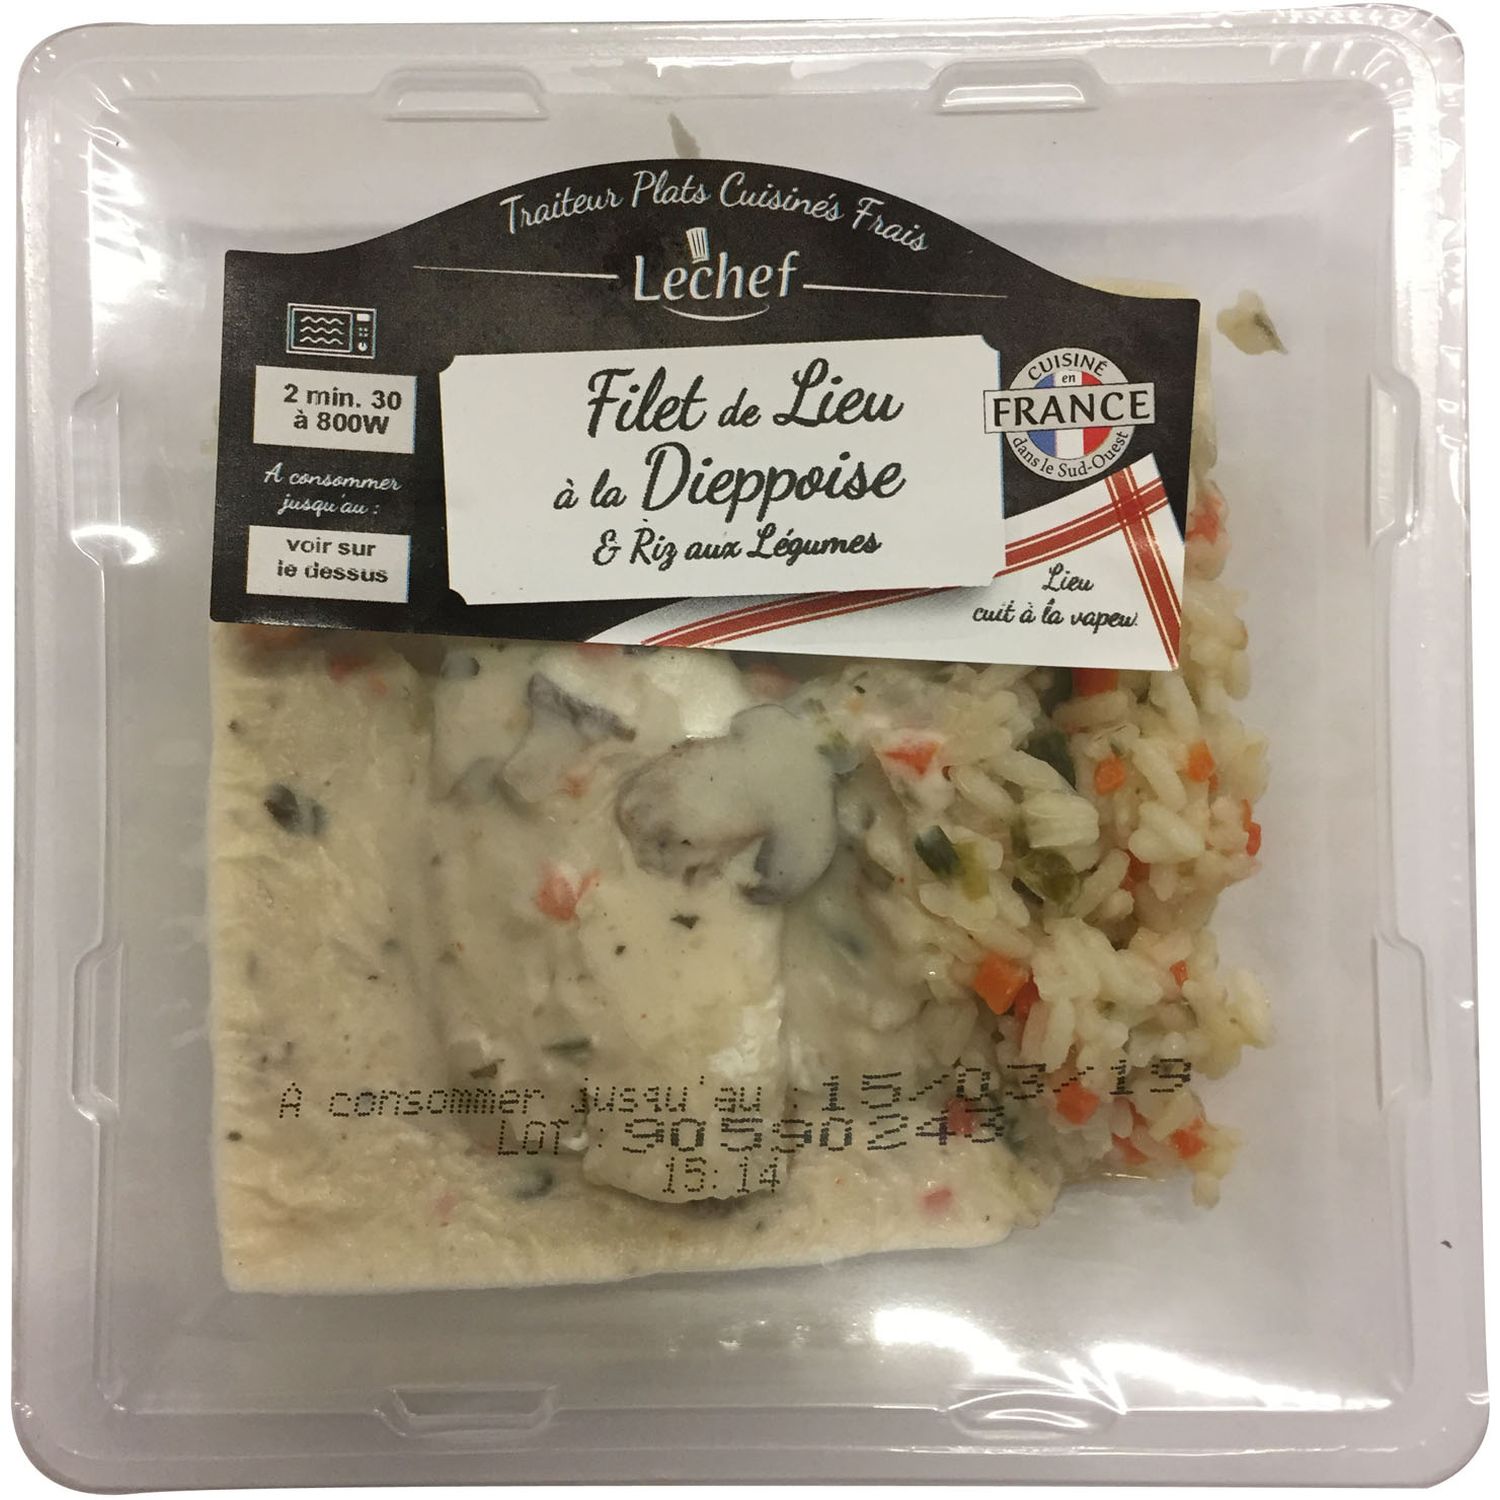 Traiteur Plats Cuisinés Frais
Lechef
2 min. 30
à 800W
A consommer
jusqu'au :
voir sur
le dessus
Filet de Lieu
à la Dieppoise
& Riz aux Légumes
CUISINÉ
en
FRANCE
dans le Sud-Ouest
Lieu
cuit à la vapeur.
A consommer jusqu'au :
Lot :
15:14